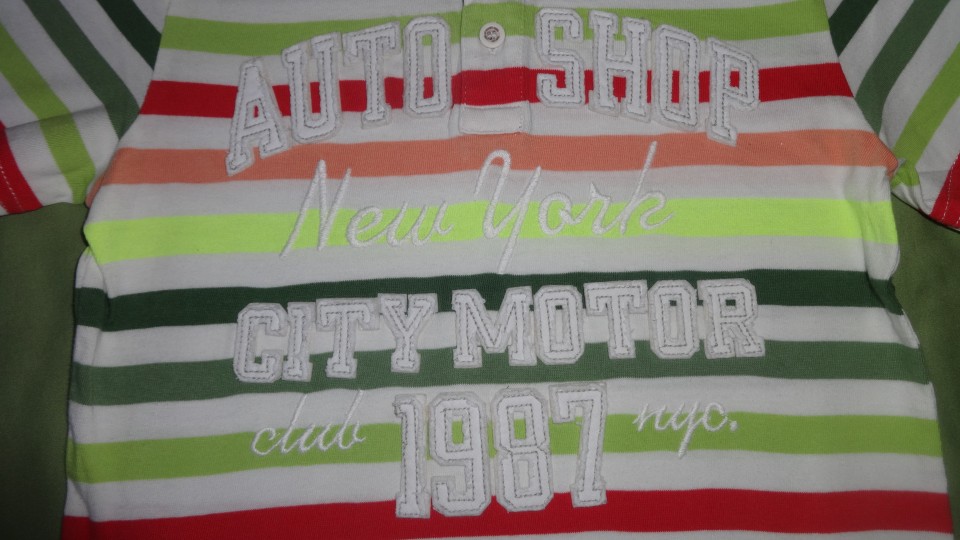 AUTO SHOP
New York
CITY MOTOR
club 1987 nyc.